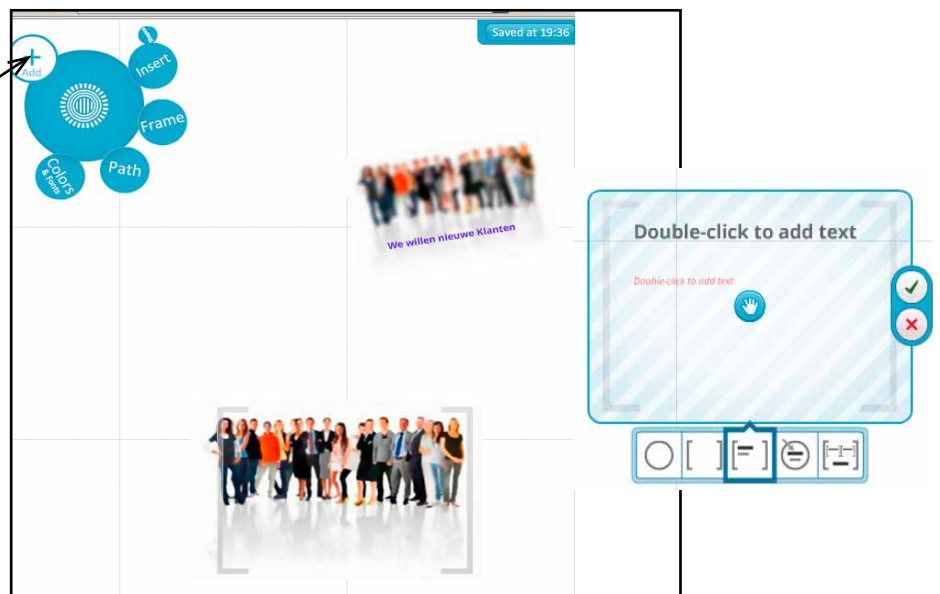 Saved at 19:36
Add
Insert
Frame
Path
Colors
& Fonts
We willen nieuwe Klanten
Double-click to add text
Double-click to add text